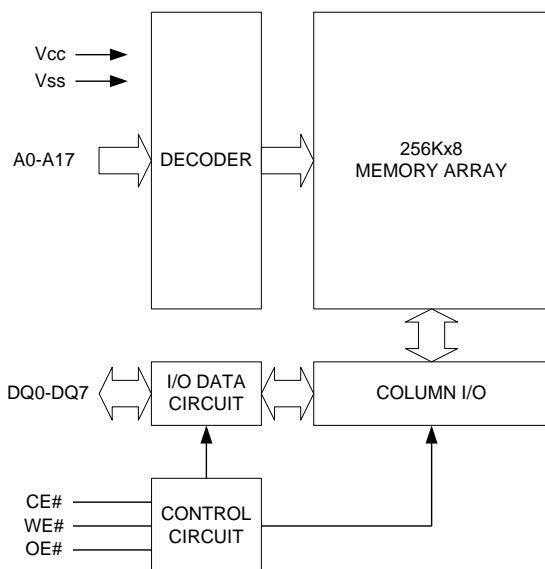 Vcc
Vss
A0-A17
DECODER
256Kx8
MEMORY ARRAY
DQ0-DQ7
I/O DATA
CIRCUIT
COLUMN I/O
CE#
WE#
OE#
CONTROL
CIRCUIT